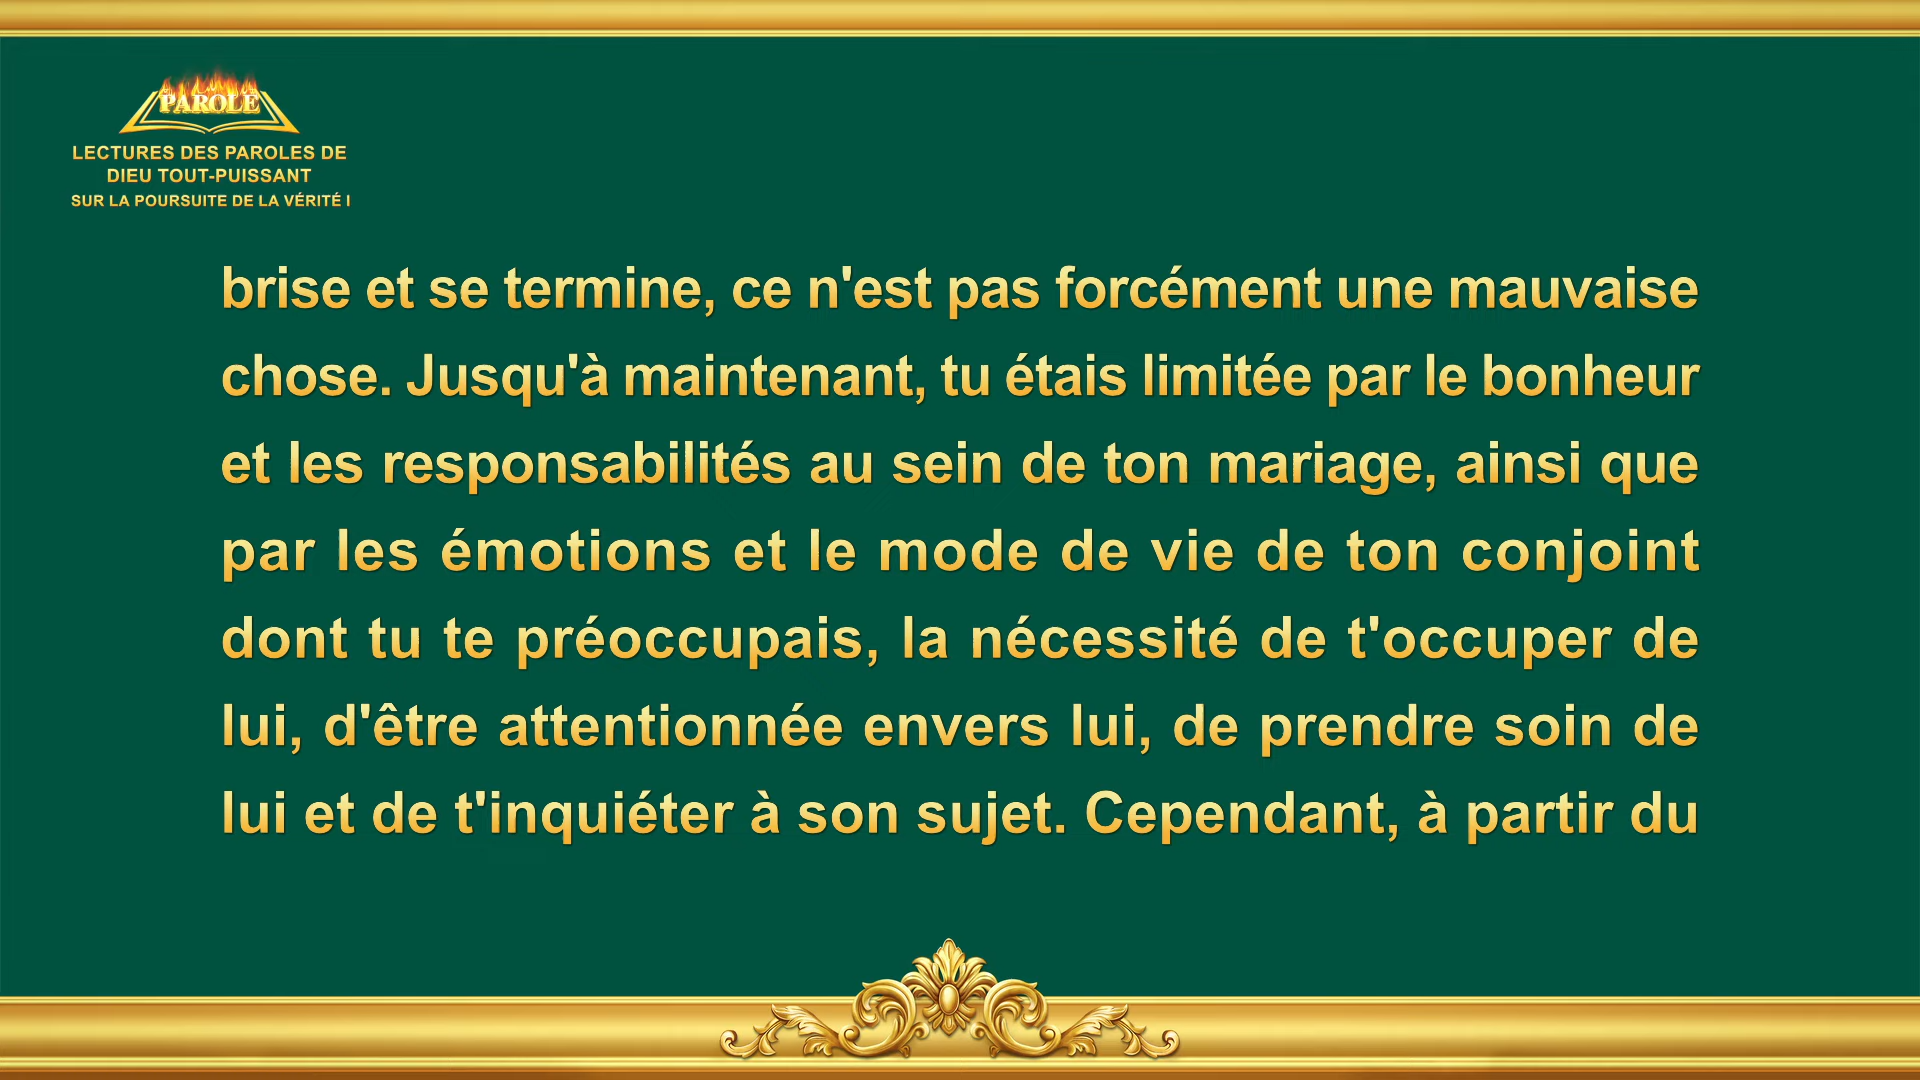 PAROLE
LECTURES DES PAROLES DE
DIEU TOUT-PUISSANT
SUR LA POURSUITE DE LA VÉRITÉ I
brise et se termine, ce n'est pas forcément une mauvaise
chose. Jusqu'à maintenant, tu étais limitée par le bonheur
et les responsabilités au sein de ton mariage, ainsi que
par les émotions et le mode de vie de ton conjoint
dont tu te préoccupais, la nécessité de t'occuper de
lui, d'être attentionnée envers lui, de prendre soin de
lui et de t'inquiéter à son sujet. Cependant, à partir du